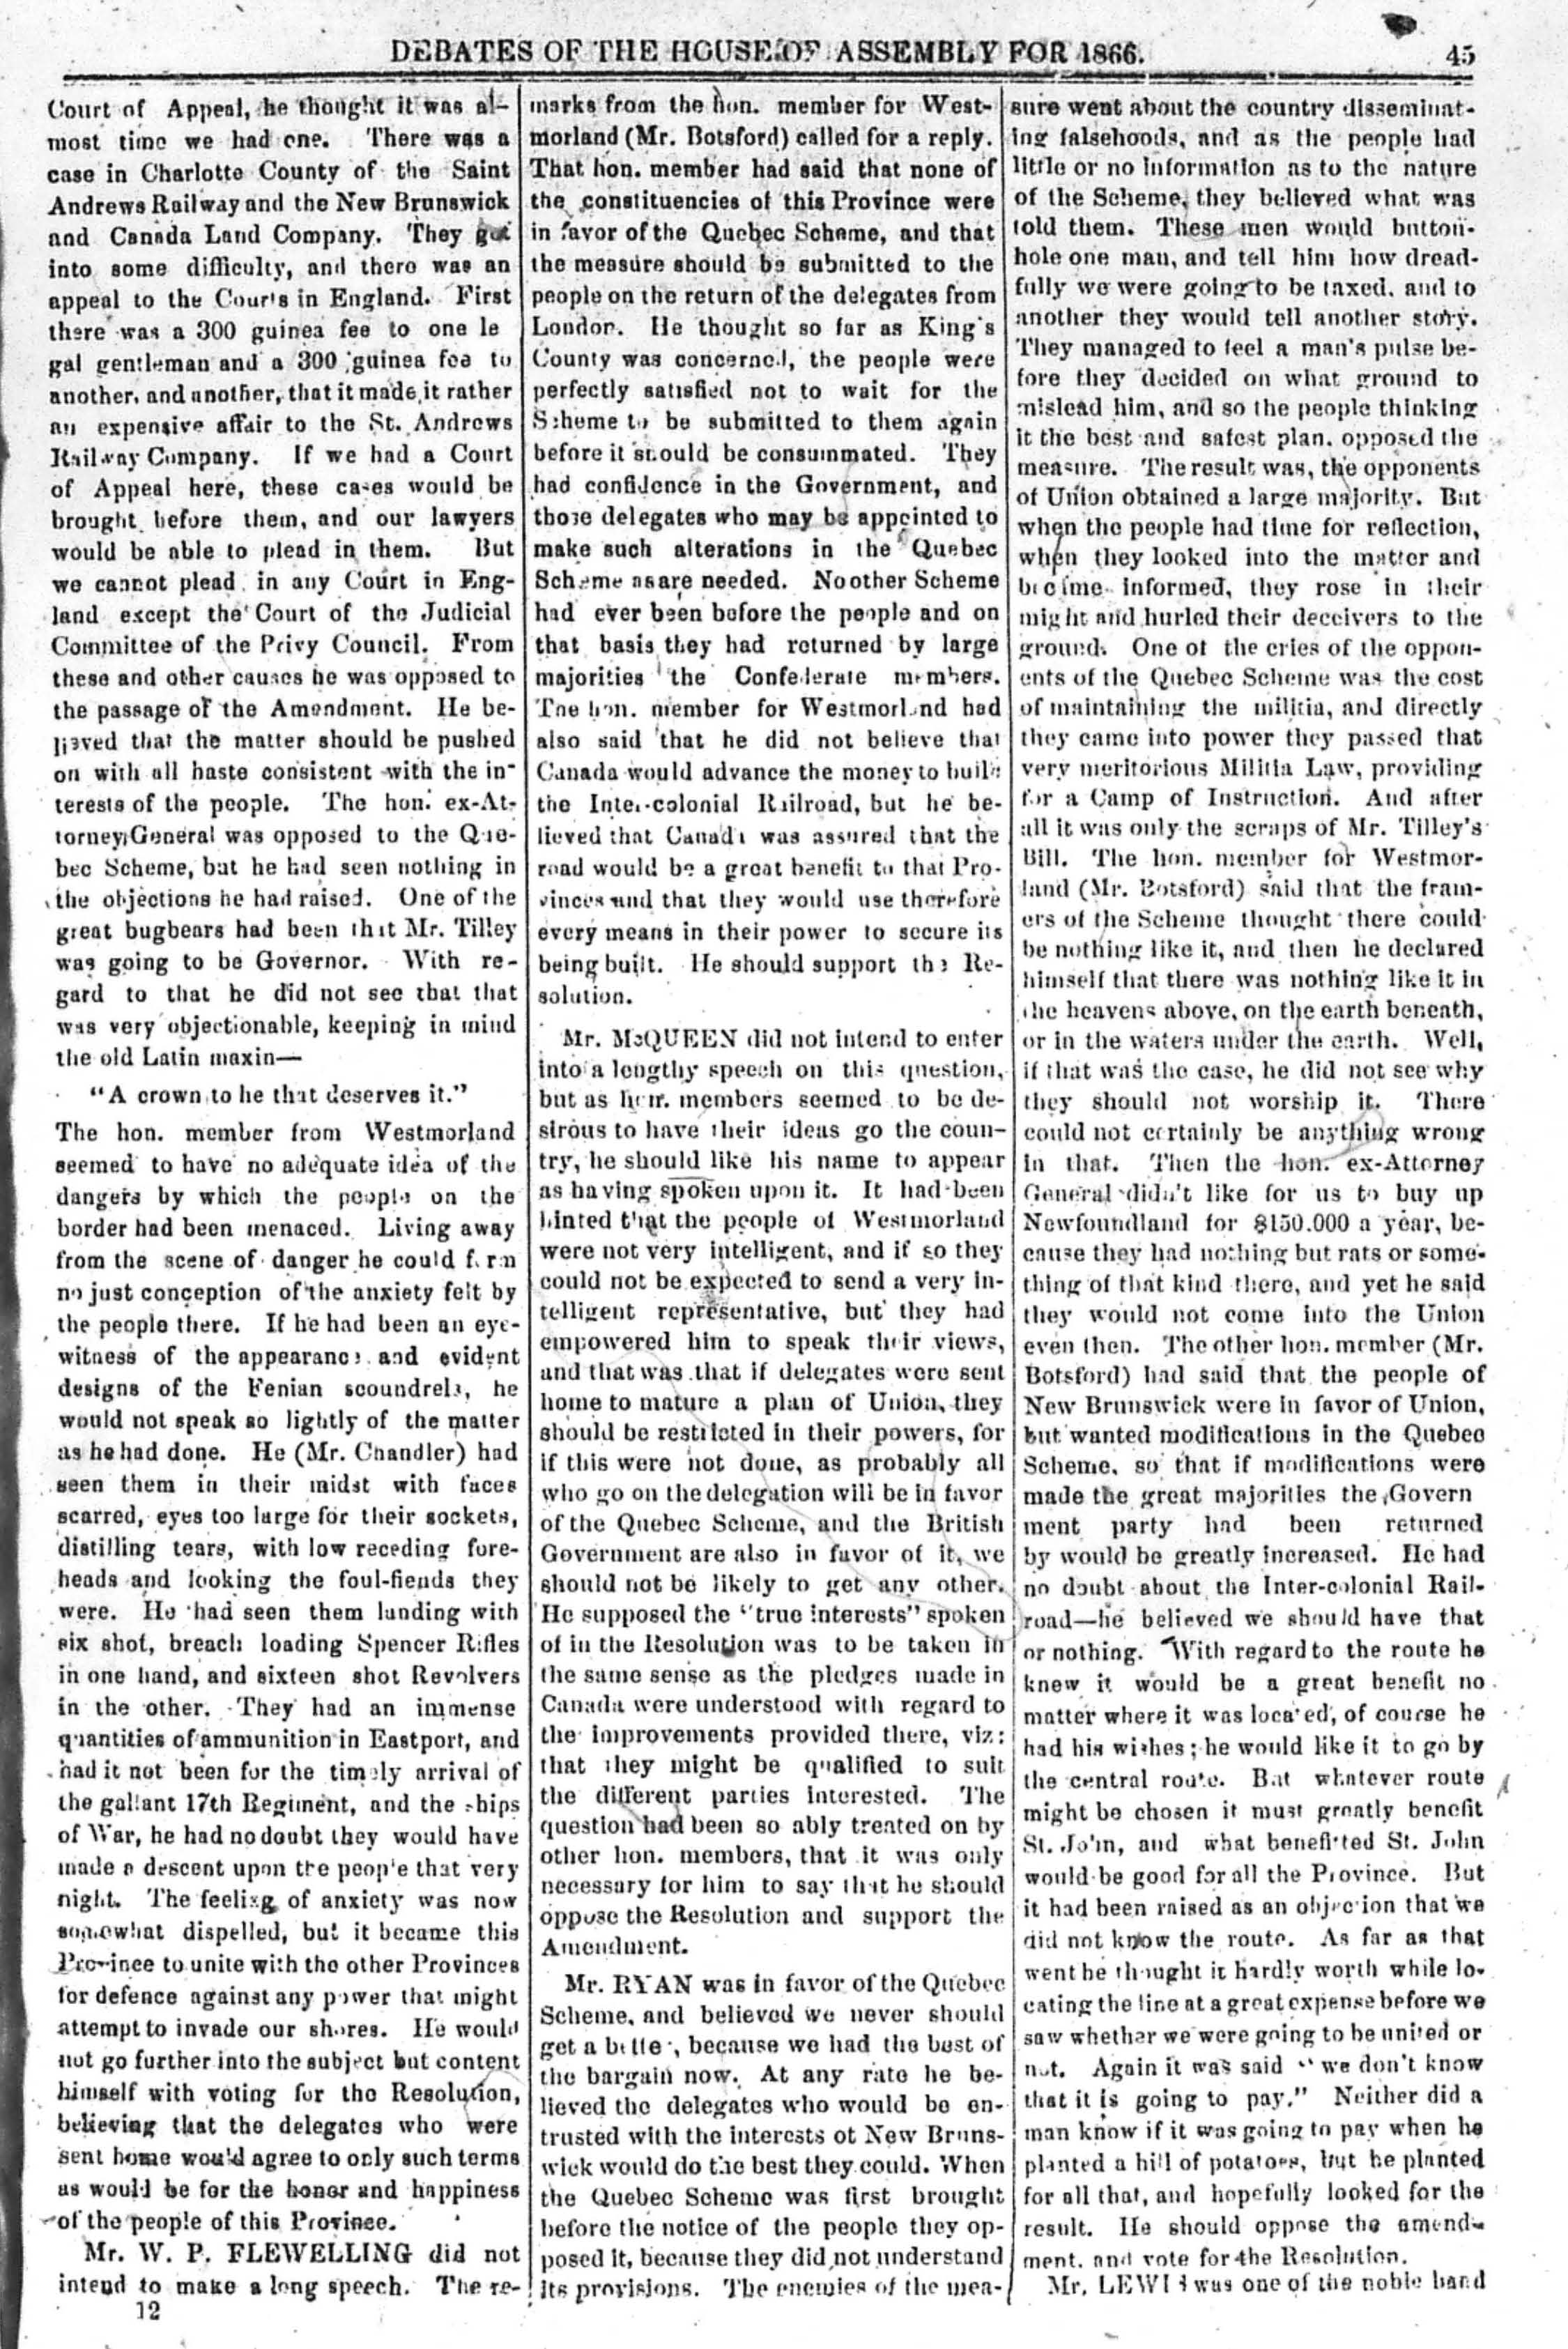 DEBATES OF THE HOUSE OF ASSEMBLY FOR 1866.
45
Court of Appeal, he thought it was al-
most time we had one. There was a
case in Charlotte County of the Saint
Andrews Railway and the New Brunswick
and Canada Land Company. They got
into some difficulty, and there was an
appeal to the Courts in England. First
there was a 300 guinea fee to one le
gal gentleman and a 300 guinea fee to
another, and another, that it made it rather
an expensive affair to the St. Andrews
Railway Company. If we had a Court
of Appeal here, these cases would be
brought before them, and our lawyers
would be able to plead in them. But
we cannot plead in any Court in Eng-
land except the Court of the Judicial
Committee of the Privy Council. From
these and other causes he was opposed to
the passage of the Amendment. He be-
lieved that the matter should be pushed
on with all haste consistent with the in-
terests of the people. The hon. ex-At-
torney General was opposed to the Que-
bec Scheme, but he had seen nothing in
the objections he had raised. One of the
great bugbears had been that Mr. Tilley
was going to be Governor. With re-
gard to that he did not see that that
was very objectionable, keeping in mind
the old Latin maxin—
"A crown to he that deserves it."
The hon. member from Westmorland
seemed to have no adequate idea of the
dangers by which the people on the
border had been menaced. Living away
from the scene of danger he could form
no just conception of the anxiety felt by
the people there. If he had been an eye-
witness of the appearance and evident
designs of the Fenian scoundrels, he
would not speak so lightly of the matter
as he had done. He (Mr. Chandler) had
seen them in their midst with faces
scarred, eyes too large for their sockets,
distilling tears, with low receding fore-
heads and looking the foul-fiends they
were. He had seen them landing with
six shot, breach loading Spencer Rifles
in one hand, and sixteen shot Revolvers
in the other. They had an immense
quantities of ammunition in Eastport, and
had it not been for the timely arrival of
the gallant 17th Regiment, and the ships
of War, he had no doubt they would have
made a descent upon the people that very
night. The feeling of anxiety was now
somewhat dispelled, but it became this
Province to unite with the other Provinces
for defence against any power that might
attempt to invade our shores. He would
not go further into the subject but content
himself with voting for the Resolution,
believing that the delegates who were
sent home would agree to only such terms
as would be for the honor and happiness
of the people of this Province.
Mr. W. P. FLEWELLING did not
intend to make a long speech. The re-
12
marks from the hon. member for West-
morland (Mr. Botsford) called for a reply.
That hon. member had said that none of
the constituencies of this Province were
in favor of the Quebec Scheme, and that
the measure should be submitted to the
people on the return of the delegates from
London. He thought so far as King's
County was concerned, the people were
perfectly satisfied not to wait for the
Scheme to be submitted to them again
before it should be consummated. They
had confidence in the Government, and
those delegates who may be appointed to
make such alterations in the Quebec
Scheme as are needed. No other Scheme
had ever been before the people and on
that basis they had returned by large
majorities the Confederate members.
The hon. member for Westmorland had
also said that he did not believe that
Canada would advance the money to build
the Inter-colonial Railroad, but he be-
lieved that Canada was assured that the
road would be a great benefit to that Pro-
vinces and that they would use therefore
every means in their power to secure its
being built. He should support the Re-
solution.
Mr. McQUEEN did not intend to enter
into a lengthy speech on this question,
but as hon. members seemed to be de-
sirous to have their ideas go the coun-
try, he should like his name to appear
as having spoken upon it. It had been
hinted that the people of Westmorland
were not very intelligent, and if so they
could not be expected to send a very in-
telligent representative, but they had
empowered him to speak their views,
and that was that if delegates were sent
home to mature a plan of Union, they
should be restricted in their powers, for
if this were not done, as probably all
who go on the delegation will be in favor
of the Quebec Scheme, and the British
Government are also in favor of it, we
should not be likely to get any other.
He supposed the "true interests" spoken
of in the Resolution was to be taken in
the same sense as the pledges made in
Canada were understood with regard to
the improvements provided there, viz:
that they might be qualified to suit
the different parties interested. The
question had been so ably treated on by
other hon. members, that it was only
necessary for him to say that he should
oppose the Resolution and support the
Amendment.
Mr. RYAN was in favor of the Quebec
Scheme, and believed we never should
get a better, because we had the best of
the bargain now. At any rate he be-
lieved the delegates who would be en-
trusted with the interests of New Bruns-
wick would do the best they could. When
the Quebec Scheme was first brought
before the notice of the people they op-
posed it, because they did not understand
its provisions. The enemies of the mea-
sure went about the country disseminat-
ing falsehoods, and as the people had
little or no information as to the nature
of the Scheme, they believed what was
told them. These men would button-
hole one man, and tell him how dread-
fully we were going to be taxed, and to
another they would tell another story.
They managed to feel a man's pulse be-
fore they decided on what ground to
mislead him, and so the people thinking
it the best and safest plan, opposed the
measure. The result was, the opponents
of Union obtained a large majority. But
when the people had time for reflection,
when they looked into the matter and
become informed, they rose in their
might and hurled their deceivers to the
ground. One of the cries of the oppon-
ents of the Quebec Scheme was the cost
of maintaining the militia, and directly
they came into power they passed that
very meritorious Militia Law, providing
for a Camp of Instruction. And after
all it was only the scraps of Mr. Tilley's
Bill. The hon. member for Westmor-
land (Mr. Botsford) said that the fram-
ers of the Scheme thought there could
be nothing like it, and then he declared
himself that there was nothing like it in
the heavens above, on the earth beneath,
or in the waters under the earth. Well,
if that was the case, he did not see why
they should not worship it. There
could not certainly be anything wrong
in that. Then the hon. ex-Attorney
General didn't like for us to buy up
Newfoundland for $150.000 a year, be-
cause they had nothing but rats or some-
thing of that kind there, and yet he said
they would not come into the Union
even then. The other hon. member (Mr.
Botsford) had said that the people of
New Brunswick were in favor of Union,
but wanted modifications in the Quebec
Scheme, so that if modifications were
made the great majorities the Govern
ment party had been returned
by would be greatly increased. He had
no doubt about the Inter-colonial Rail-
road—he believed we should have that
or nothing. With regard to the route he
knew it would be a great benefit no
matter where it was located, of course he
had his wishes; he would like it to go by
the central route. But whatever route
might be chosen it must greatly benefit
St. John, and what benefitted St. John
would be good for all the Province. But
it had been raised as an objection that we
did not know the route. As far as that
went he thought it hardly worth while lo-
cating the line at a great expense before we
saw whether we were going to be united or
not. Again it was said "we don't know
that it is going to pay." Neither did a
man know if it was going to pay when he
planted a hill of potatoes, but he planted
for all that, and hopefully looked for the
result. He should oppose the amend-
ment, and vote for the Resolution.
Mr. LEWIS was one of the noble band